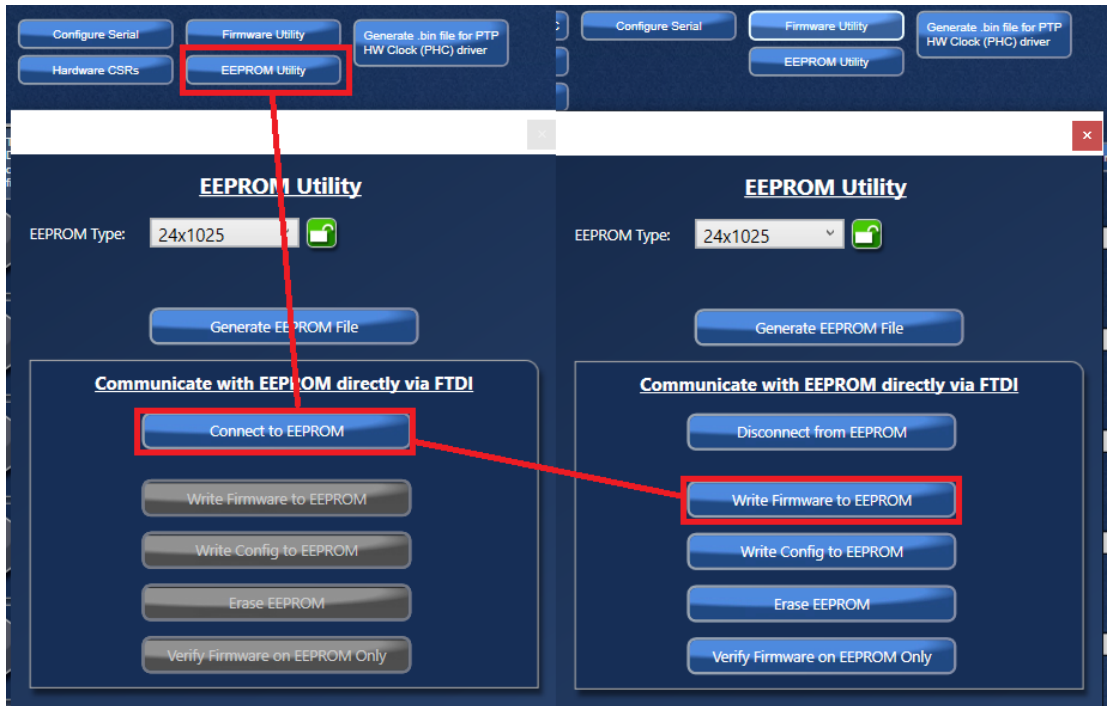 Configure Serial
Firmware Utility
Generate .bin file for PTP
HW Clock (PHC) driver
Hardware CSRs
EEPROM Utility
EEPROM Utility
EEPROM Type:
24x1025
Generate EEPROM File
Communicate with EEPROM directly via FTDI
Connect to EEPROM
Write Firmware to EEPROM
Write Config to EEPROM
Erase EEPROM
Verify Firmware on EEPROM Only
Configure Serial
Firmware Utility
Generate .bin file for PTP
HW Clock (PHC) driver
EEPROM Utility
EEPROM Utility
EEPROM Type:
24x1025
Generate EEPROM File
Communicate with EEPROM directly via FTDI
Disconnect from EEPROM
Write Firmware to EEPROM
Write Config to EEPROM
Erase EEPROM
Verify Firmware on EEPROM Only